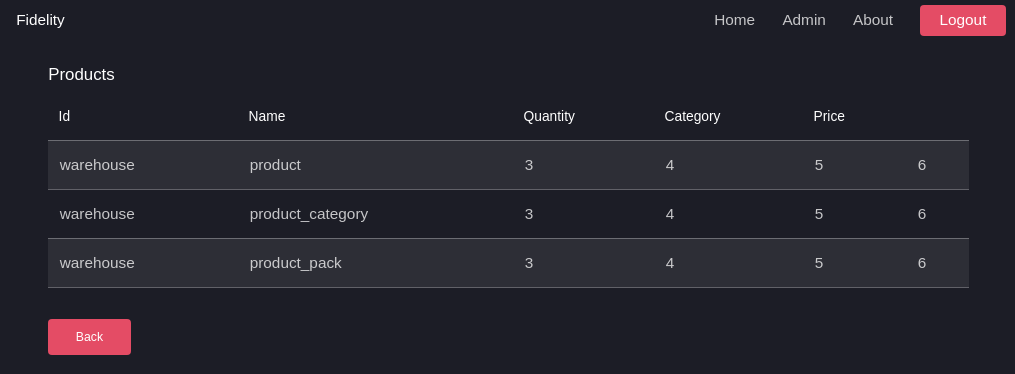 Fidelity Home Admin About Logout
Products
Id Name Quantity Category Price
warehouse product 3 4 5 6
warehouse product_category 3 4 5 6
warehouse product_pack 3 4 5 6
Back